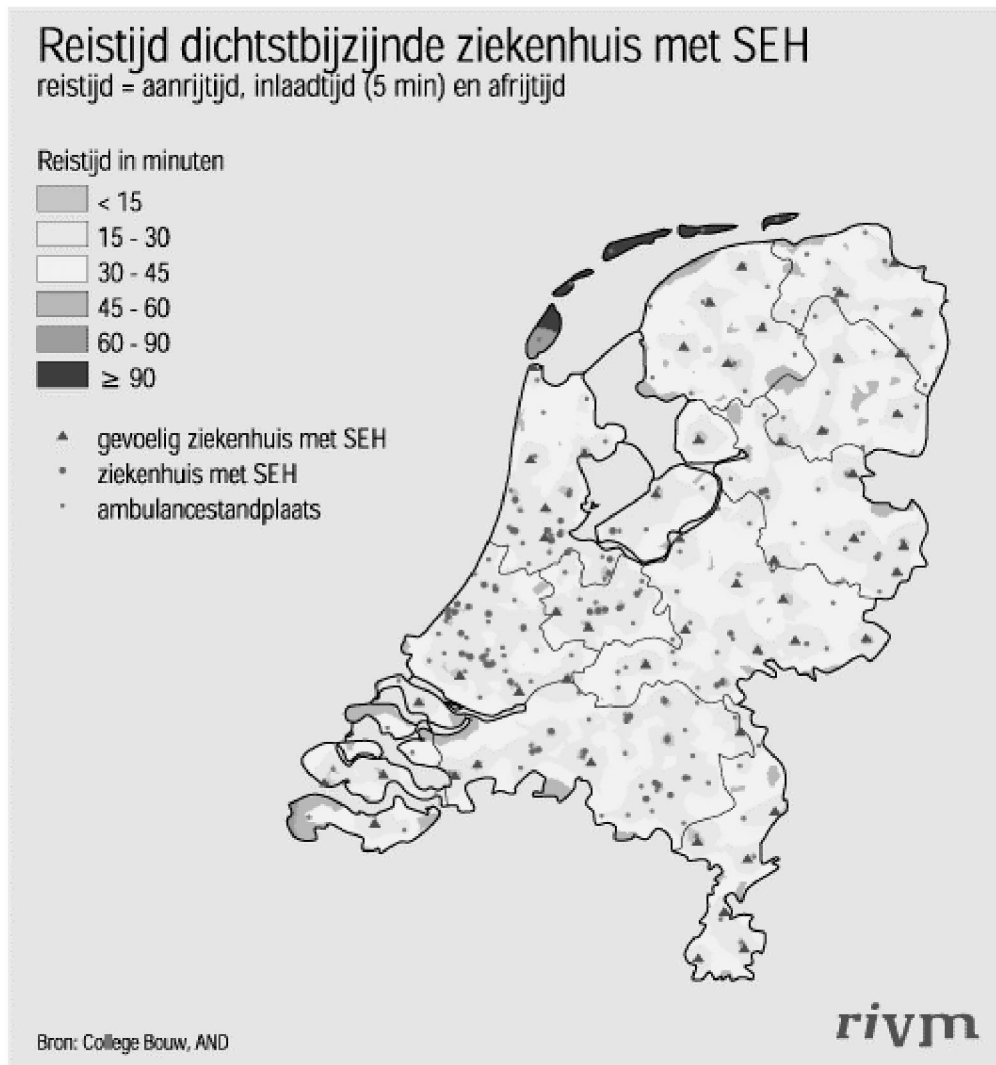 Reistijd dichtstbijzijnde ziekenhuis met SEH
reistijd = aanrijtijd, inlaadtijd (5 min) en afrijtijd
Reistijd in minuten
< 15
15 - 30
30 - 45
45 - 60
60 - 90
≥ 90
gevoelig ziekenhuis met SEH
ziekenhuis met SEH
ambulancestandplaats
Bron: College Bouw, AND
rivm